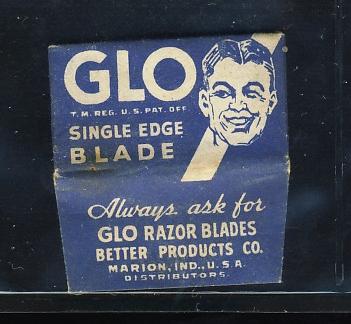 GLO
T.M. REG. U.S. PAT. OFF.
SINGLE EDGE
BLADE
Always ask for
GLO RAZOR BLADES
BETTER PRODUCTS CO.
MARION, IND., U.S.A.
DISTRIBUTORS.